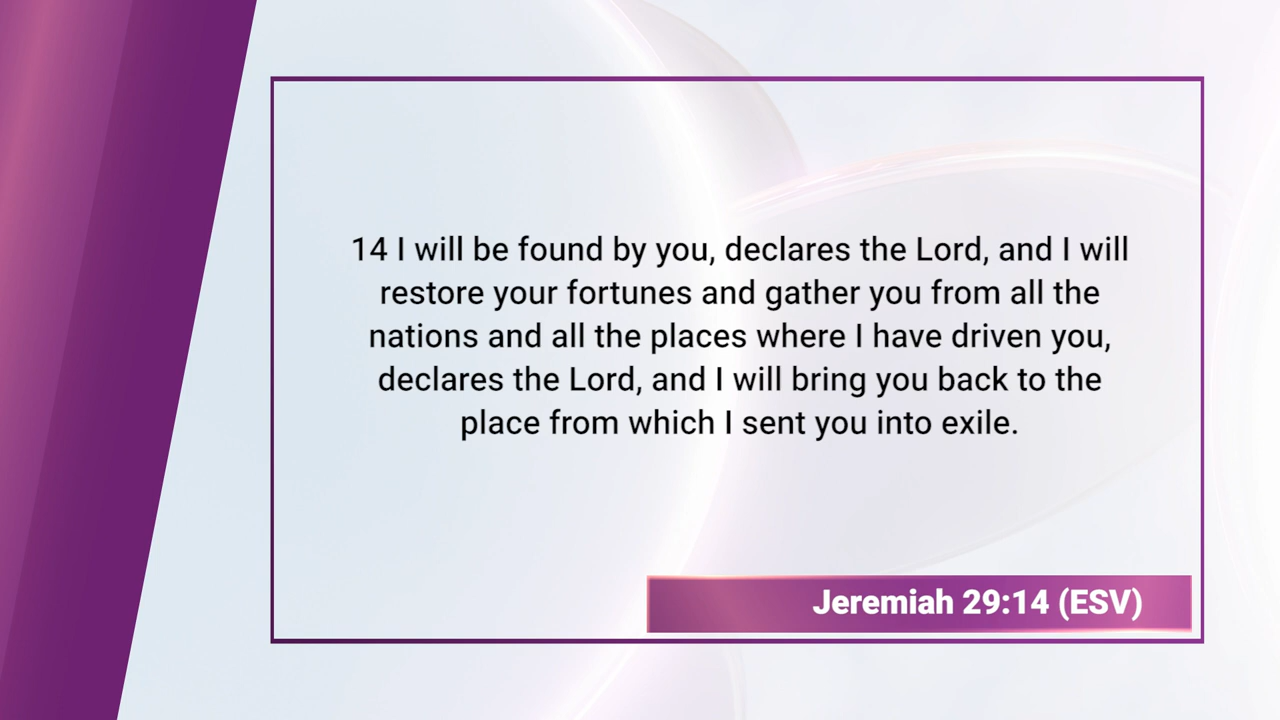 14 I will be found by you, declares the Lord, and I will
restore your fortunes and gather you from all the
nations and all the places where I have driven you,
declares the Lord, and I will bring you back to the
place from which I sent you into exile.
Jeremiah 29:14 (ESV)